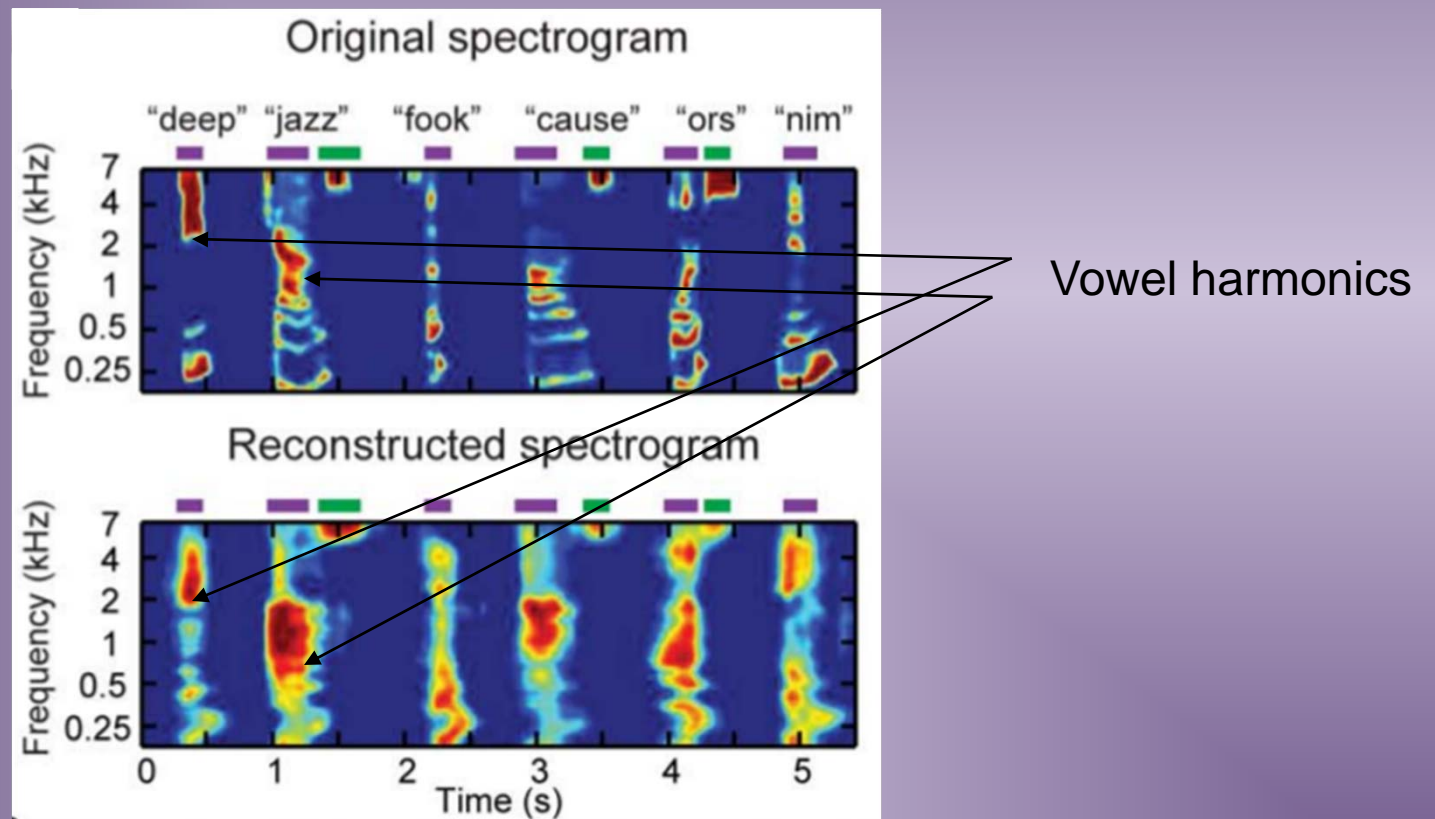 Original spectrogram
“deep” “jazz” “fook” “cause” “ors” “nim”
Frequency (kHz)
7
4
2
1
0.5
0.25
Vowel harmonics
Reconstructed spectrogram
Frequency (kHz)
7
4
2
1
0.5
0.25
0 1 2 3 4 5
Time (s)